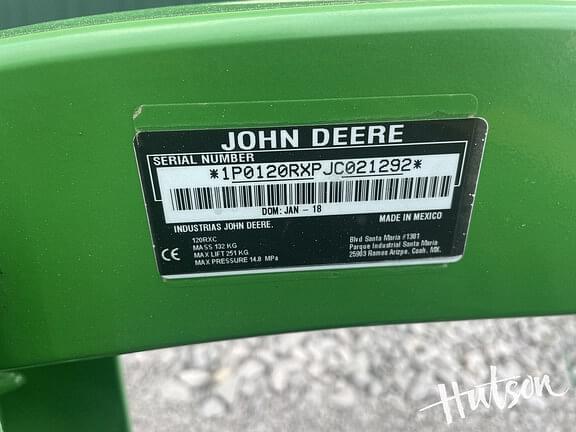 JOHN DEERE
SERIAL NUMBER
*1P0120RXPJC021292*
DOM: JAN - 18
INDUSTRIAS JOHN DEERE.
MADE IN MEXICO
120RXC
MASS 132 KG
MAX LIFT 251 KG
MAX PRESSURE 14.8 MPa
CE
Blvd Santa Maria #1381
Parque Industrial Santa Maria
25903 Ramos Arizpe, Coah. MX.
Hutson